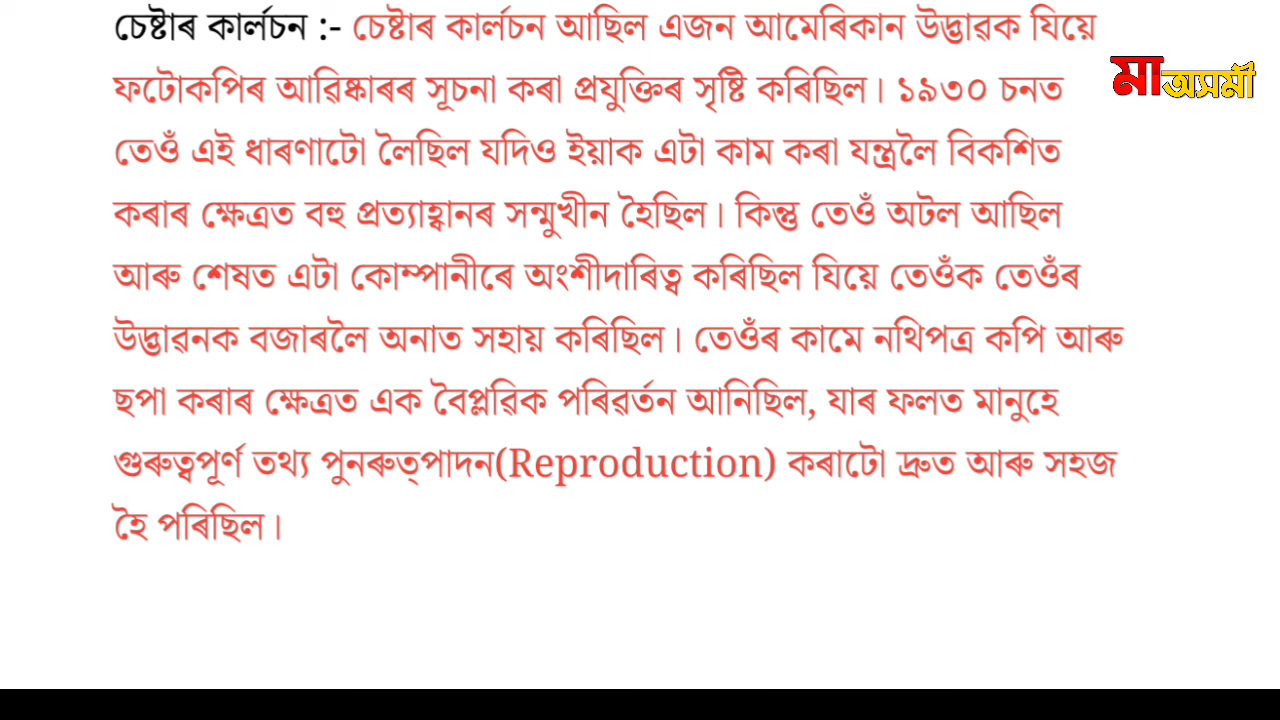 চেষ্টাৰ কাৰ্লচন :- চেষ্টাৰ কাৰ্লচন আছিল এজন আমেৰিকান উদ্ভাৱক যিয়ে
ফটোকপিৰ আৱিষ্কাৰৰ সূচনা কৰা প্ৰযুক্তিৰ সৃষ্টি কৰিছিল। ১৯৩০ চনত
তেওঁ এই ধাৰণাটো লৈছিল যদিও ইয়াক এটা কাম কৰা যন্ত্ৰলৈ বিকশিত
কৰাৰ ক্ষেত্ৰত বহু প্ৰত্যাহ্বানৰ সন্মুখীন হৈছিল। কিন্তু তেওঁ অটল আছিল
আৰু শেষত এটা কোম্পানীৰে অংশীদাৰিত্ব কৰিছিল যিয়ে তেওঁক তেওঁৰ
উদ্ভাৱনক বজাৰলৈ অনাত সহায় কৰিছিল। তেওঁৰ কামে নথিপত্ৰ কপি আৰু
ছপা কৰাৰ ক্ষেত্ৰত এক বৈপ্লৱিক পৰিৱৰ্তন আনিছিল, যাৰ ফলত মানুহে
গুৰুত্বপূৰ্ণ তথ্য পুনৰুত্পাদন(Reproduction) কৰাটো দ্ৰুত আৰু সহজ
হৈ পৰিছিল।
মা অসমী